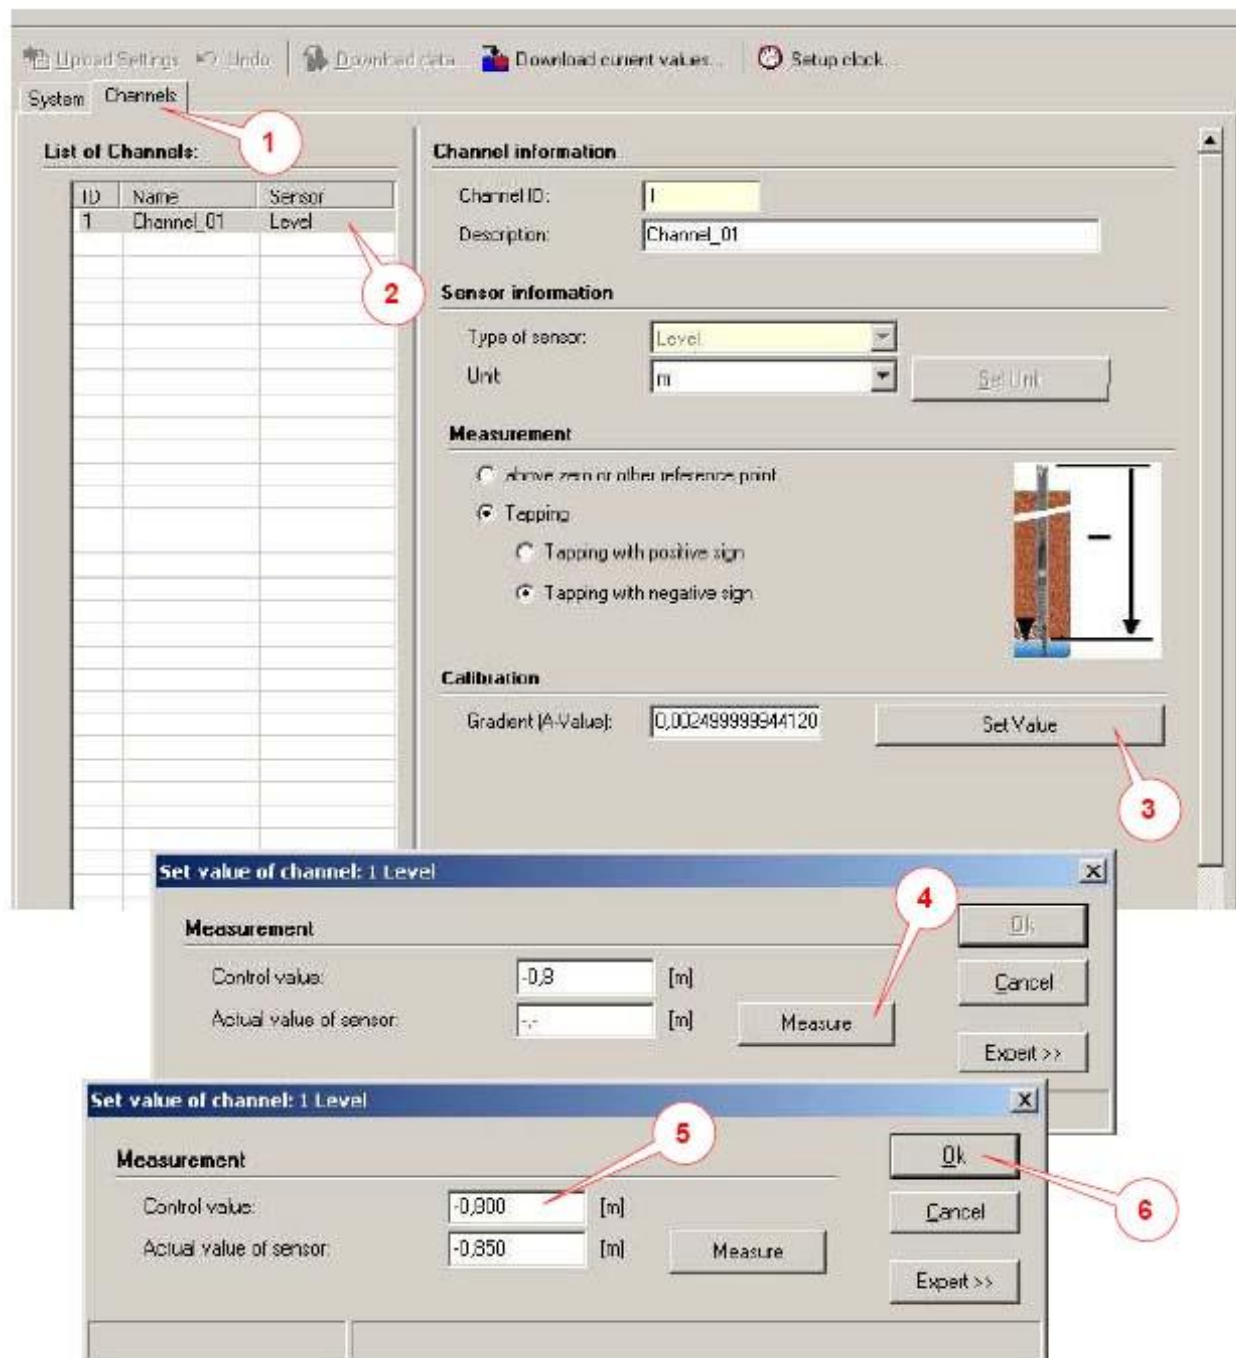 Upload Settings Undo Download data... Download current values... Setup clock...
System Channels
1
List of Channels:
ID Name Sensor
1 Channel_01 Level
2
Channel information
Channel ID: 1
Description: Channel_01
Sensor information
Type of sensor: Level
Unit m Set Unit
Measurement
above zero or other reference point
Tapping
Tapping with positive sign
Tapping with negative sign
Calibration
Gradient (A-Value): 0,002499999944120 Set Value
3
Set value of channel: 1 Level
4
Measurement
Ok
Control value: -0,8 [m]
Cancel
Actual value of sensor: -,- [m] Measure
Expert >>
Set value of channel: 1 Level
5
Measurement
Ok
Control value: -0,800 [m]
Cancel
6
Actual value of sensor: -0,850 [m] Measure
Expert >>